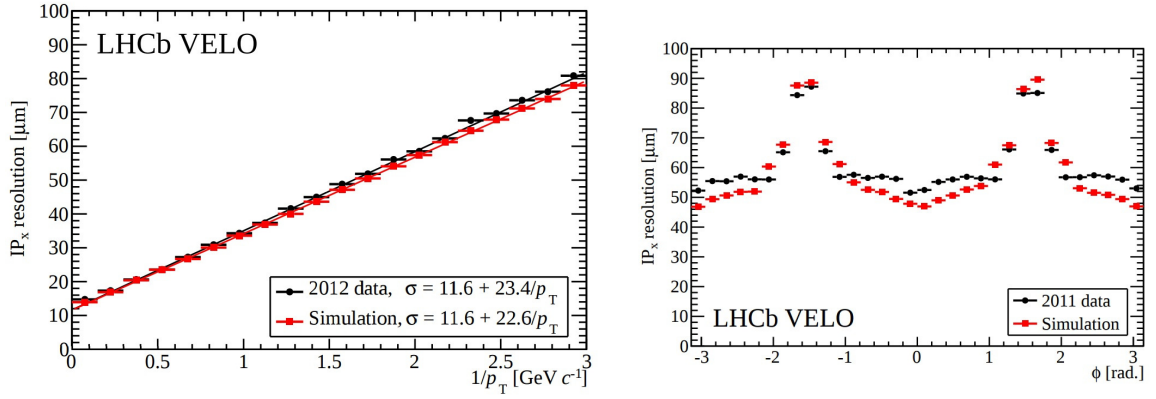 LHCb VELO
IPx resolution [μm]
100
90
80
70
60
50
40
30
20
10
0
0 0.5 1 1.5 2 2.5 3
1/pT [GeV c-1]
2012 data, σ = 11.6 + 23.4/pT
Simulation, σ = 11.6 + 22.6/pT
LHCb VELO
IPx resolution [μm]
100
90
80
70
60
50
40
30
20
10
0
-3 -2 -1 0 1 2 3
ϕ [rad.]
2011 data
Simulation